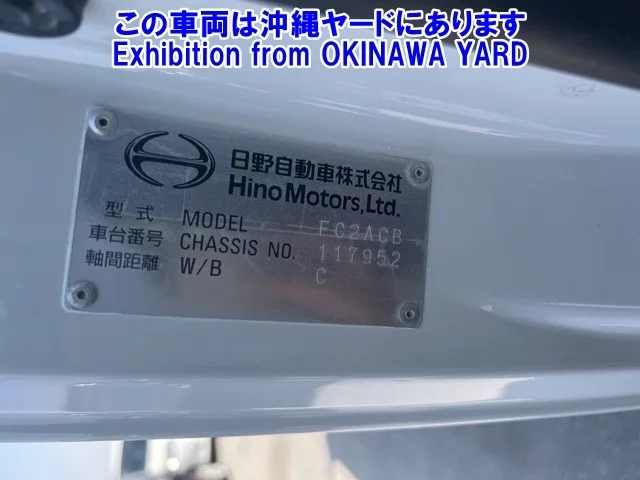 この車両は沖縄ヤードにあります
Exhibition from OKINAWA YARD
日野自動車株式会社
Hino Motors, Ltd.
型式 MODEL FC2ACB
車台番号 CHASSIS NO. 117952
軸間距離 W/B C